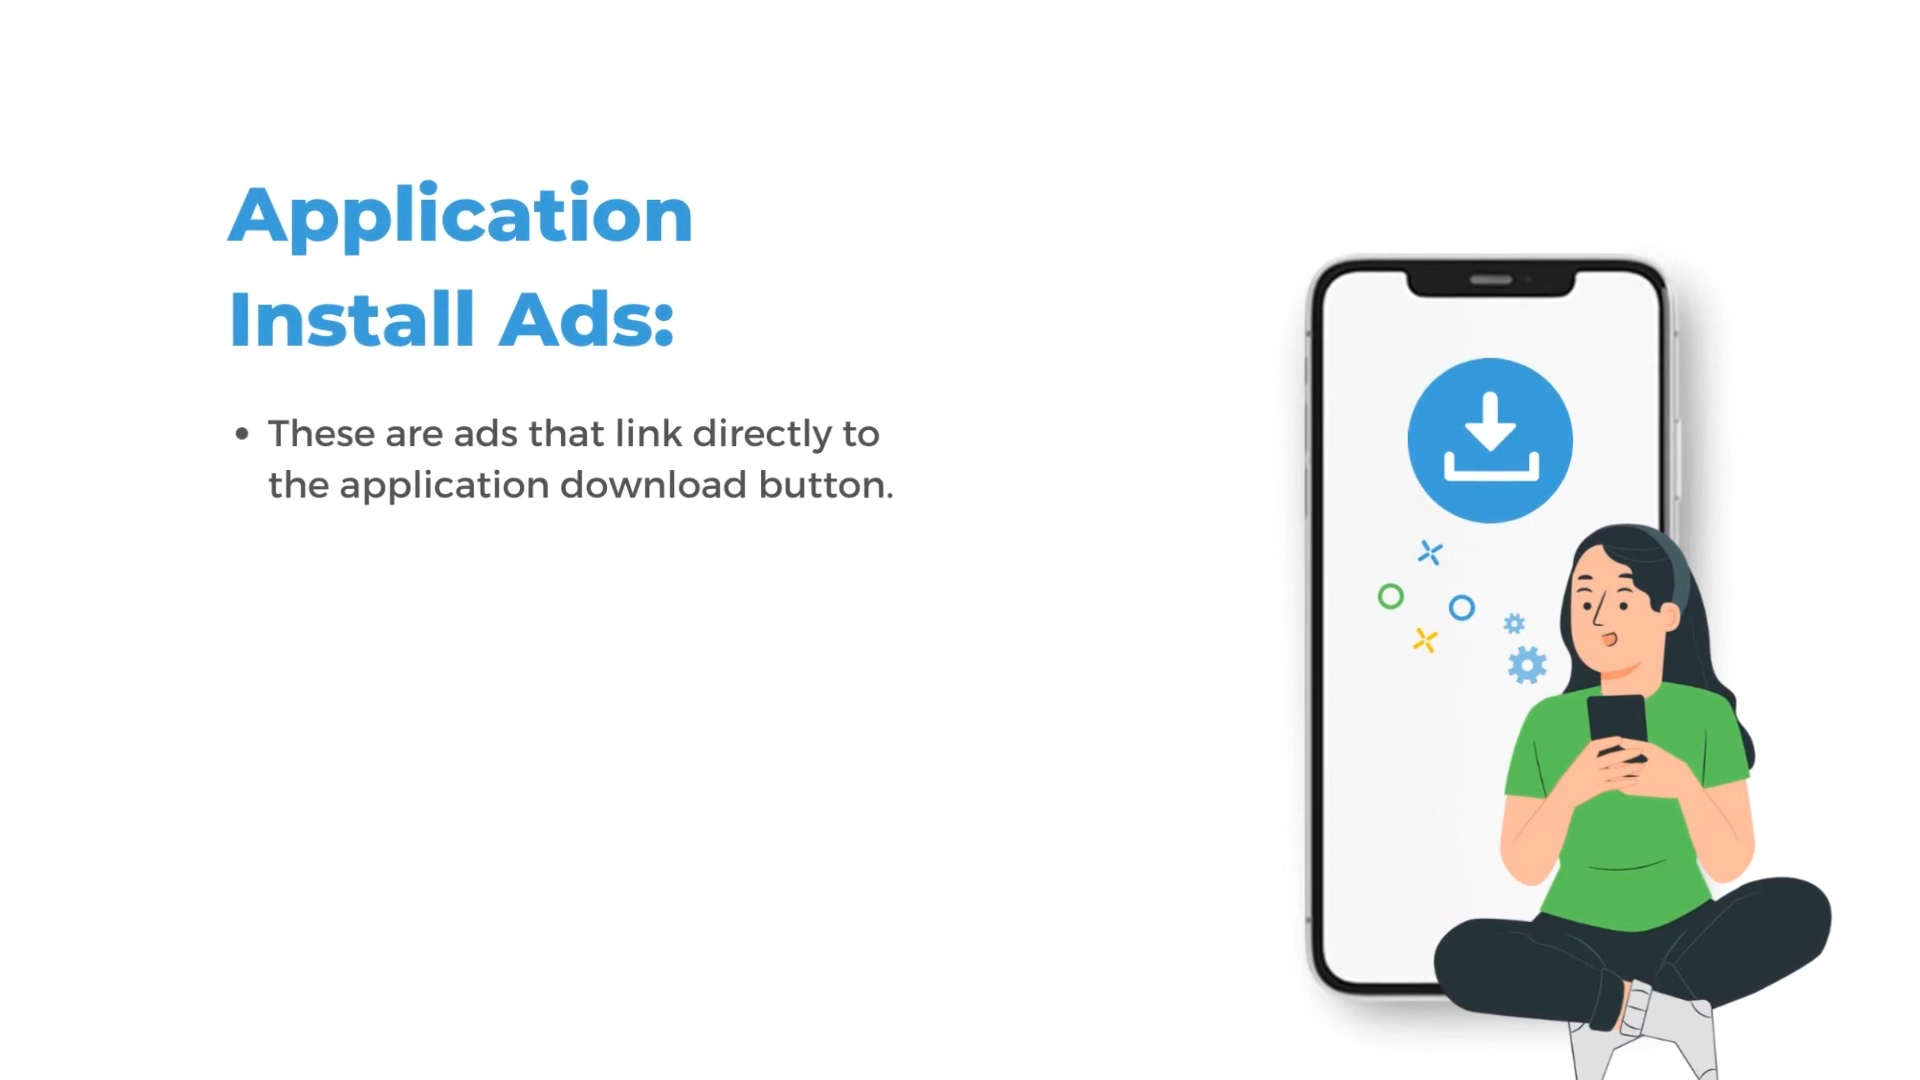 Application
Install Ads:
• These are ads that link directly to
the application download button.